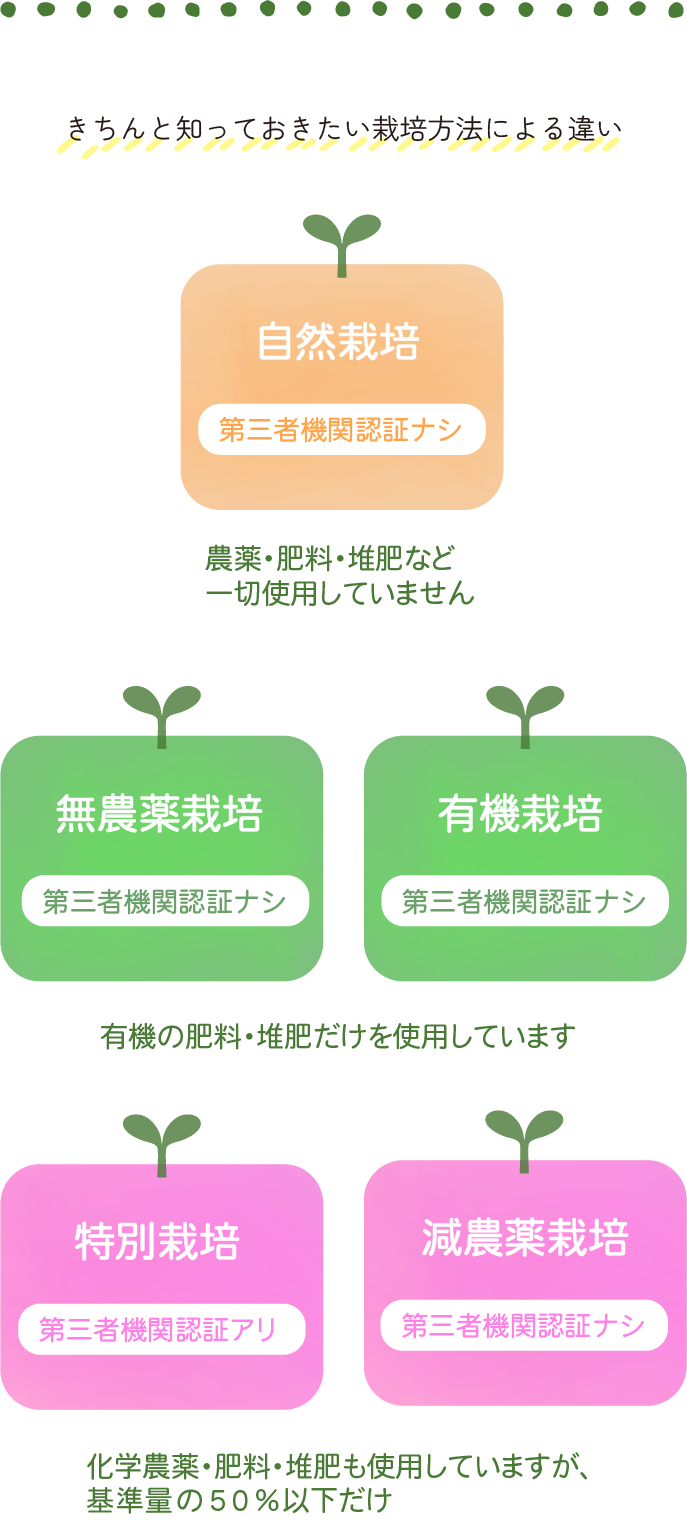 きちんと知っておきたい栽培方法による違い
自然栽培
第三者機関認証ナシ
農薬・肥料・堆肥など
一切使用していません
無農薬栽培
第三者機関認証ナシ
有機栽培
第三者機関認証ナシ
有機の肥料・堆肥だけを使用しています
特別栽培
第三者機関認証アリ
減農薬栽培
第三者機関認証ナシ
化学農薬・肥料・堆肥も使用していますが、
基準量の50%以下だけ